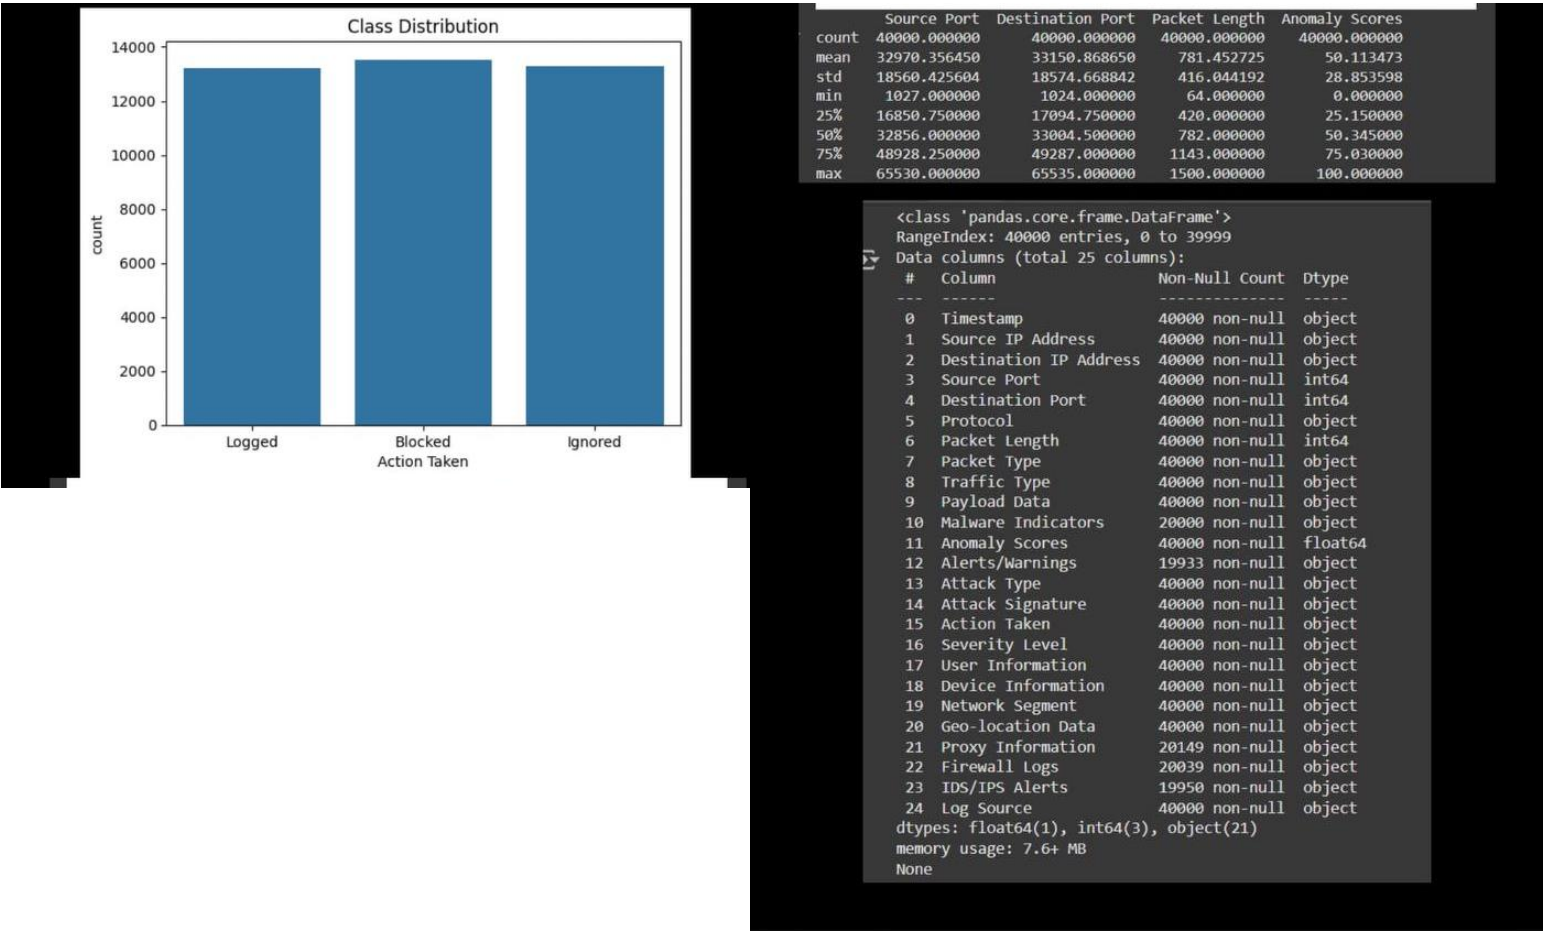 Class Distribution
14000
12000
10000
8000
6000
4000
2000
0
count
Logged Blocked Ignored
Action Taken
Source Port Destination Port Packet Length Anomaly Scores
count 40000.000000 40000.000000 40000.000000 40000.000000
mean 32970.356450 33150.868650 781.452725 50.113473
std 18560.425604 18574.668842 416.044192 28.853598
min 1027.000000 1024.000000 64.000000 0.000000
25% 16850.750000 17094.750000 420.000000 25.150000
50% 32856.000000 33004.500000 782.000000 50.345000
75% 48928.250000 49287.000000 1143.000000 75.030000
max 65530.000000 65535.000000 1500.000000 100.000000
<class 'pandas.core.frame.DataFrame'>
RangeIndex: 40000 entries, 0 to 39999
Data columns (total 25 columns):
# Column Non-Null Count Dtype
--- ------ -------------- -----
0 Timestamp 40000 non-null object
1 Source IP Address 40000 non-null object
2 Destination IP Address 40000 non-null object
3 Source Port 40000 non-null int64
4 Destination Port 40000 non-null int64
5 Protocol 40000 non-null object
6 Packet Length 40000 non-null int64
7 Packet Type 40000 non-null object
8 Traffic Type 40000 non-null object
9 Payload Data 40000 non-null object
10 Malware Indicators 20000 non-null object
11 Anomaly Scores 40000 non-null float64
12 Alerts/Warnings 19933 non-null object
13 Attack Type 40000 non-null object
14 Attack Signature 40000 non-null object
15 Action Taken 40000 non-null object
16 Severity Level 40000 non-null object
17 User Information 40000 non-null object
18 Device Information 40000 non-null object
19 Network Segment 40000 non-null object
20 Geo-location Data 40000 non-null object
21 Proxy Information 20149 non-null object
22 Firewall Logs 20039 non-null object
23 IDS/IPS Alerts 19950 non-null object
24 Log Source 40000 non-null object
dtypes: float64(1), int64(3), object(21)
memory usage: 7.6+ MB
None